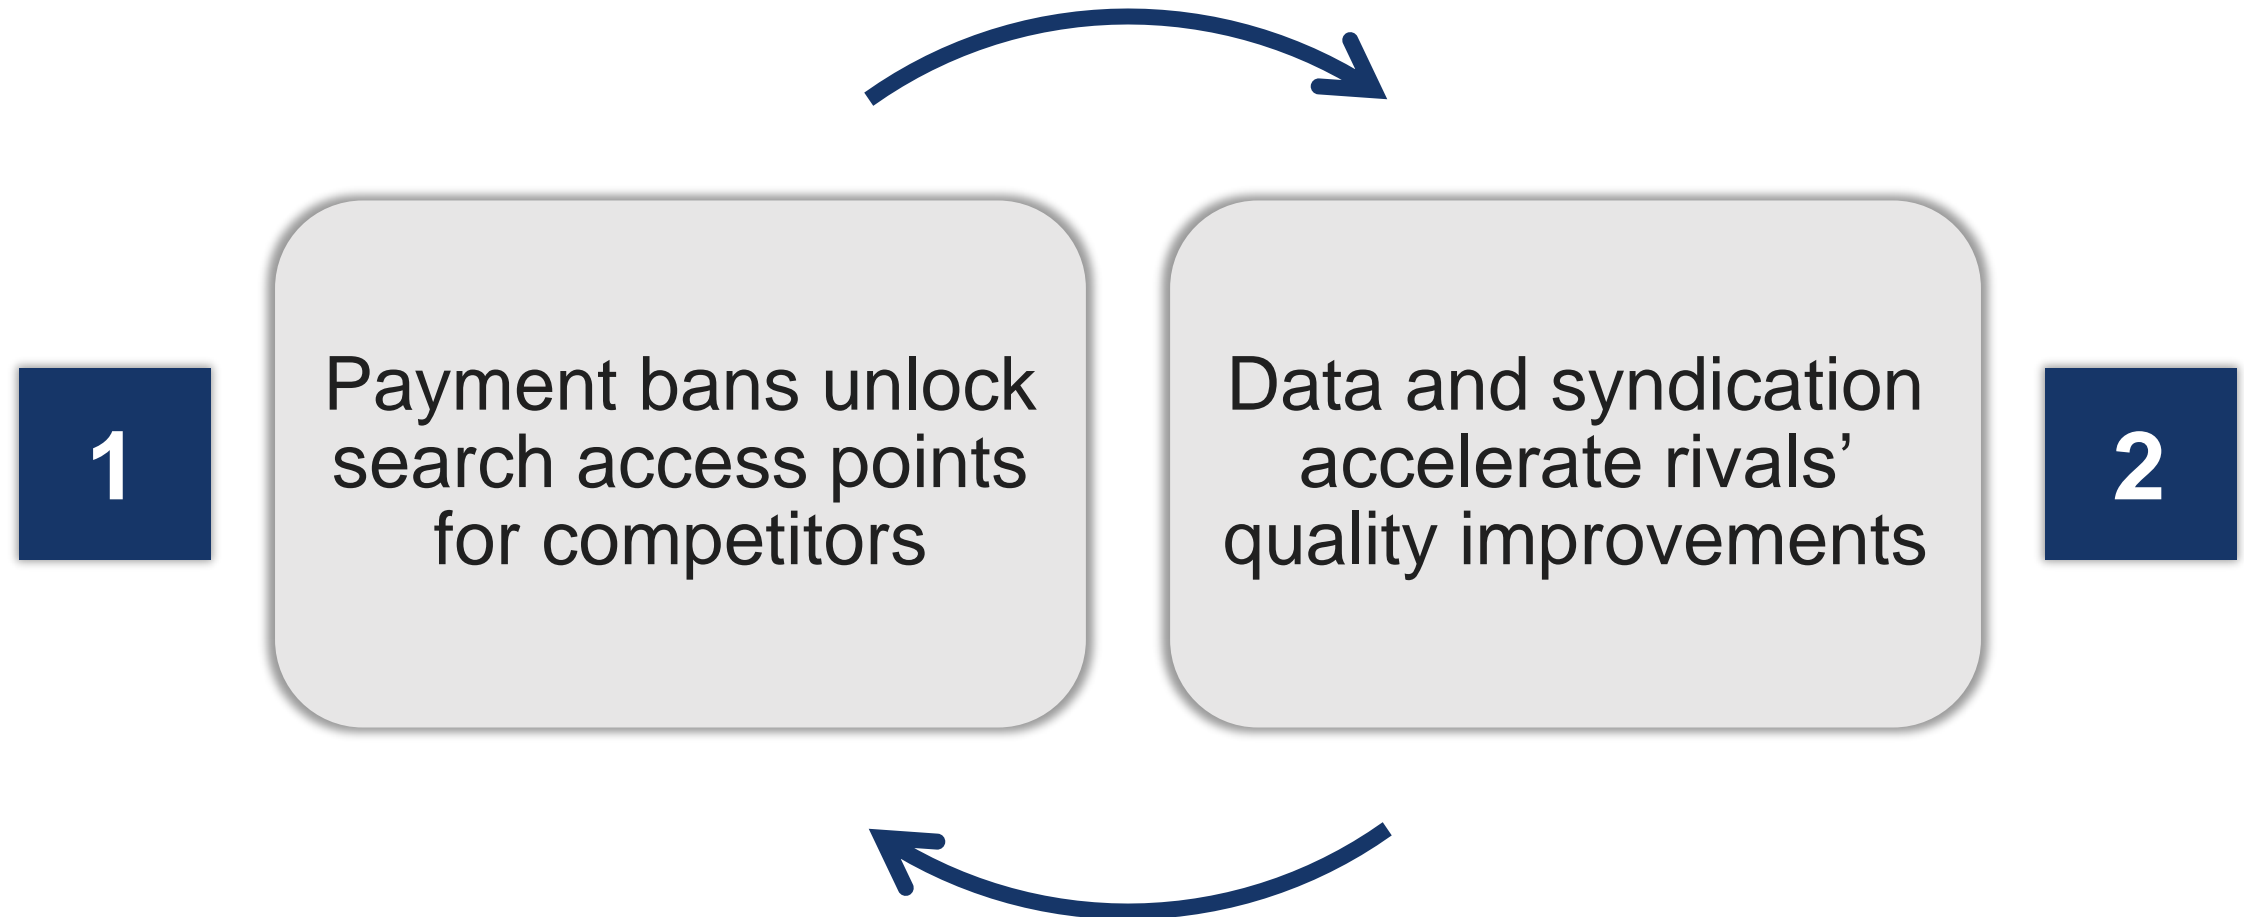 1
Payment bans unlock
search access points
for competitors
Data and syndication
accelerate rivals’
quality improvements
2